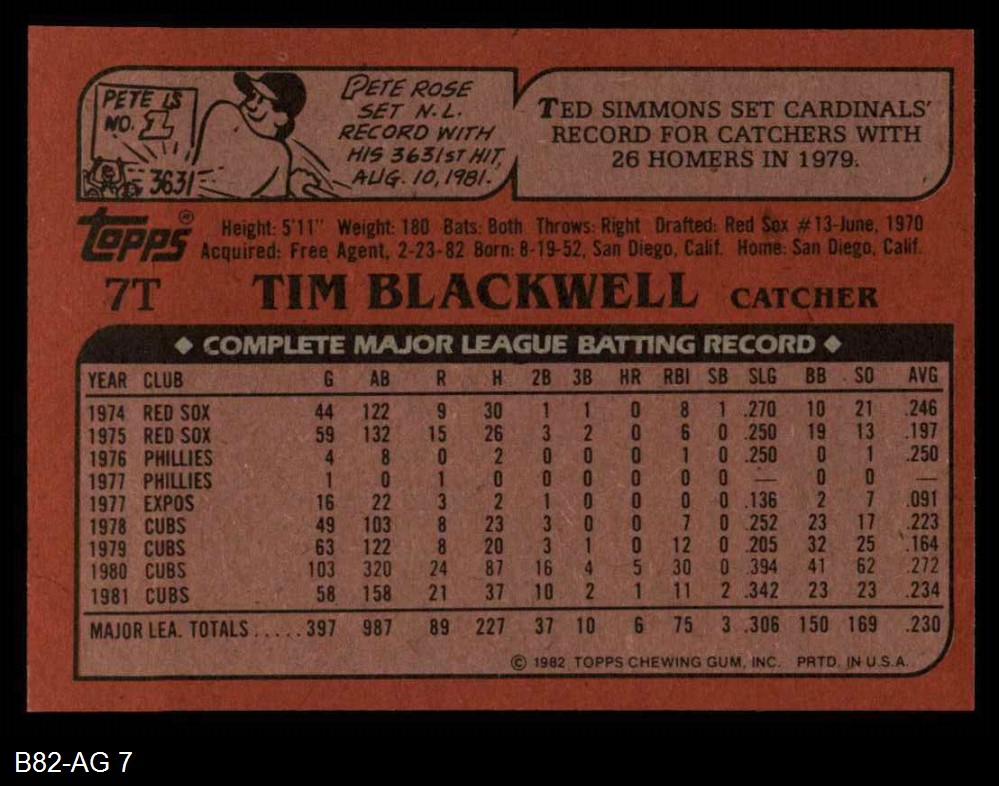 PETE IS
NO. 1
3631
PETE ROSE
SET N.L.
RECORD WITH
HIS 3631ST HIT,
AUG. 10, 1981.
TED SIMMONS SET CARDINALS'
RECORD FOR CATCHERS WITH
26 HOMERS IN 1979.
Topps®
Height: 5'11" Weight: 180 Bats: Both Throws: Right Drafted: Red Sox #13-June, 1970
Acquired: Free Agent, 2-23-82 Born: 8-19-52, San Diego, Calif. Home: San Diego, Calif.
7T TIM BLACKWELL CATCHER
◆ COMPLETE MAJOR LEAGUE BATTING RECORD ◆
YEAR CLUB G AB R H 2B 3B HR RBI SB SLG BB SO AVG
1974 RED SOX 44 122 9 30 1 1 0 8 1 .270 10 21 .246
1975 RED SOX 59 132 15 26 3 2 0 6 0 .250 19 13 .197
1976 PHILLIES 4 8 0 2 0 0 0 1 0 .250 0 1 .250
1977 PHILLIES 1 0 1 0 0 0 0 0 0 — 0 0 —
1977 EXPOS 16 22 3 2 1 0 0 0 0 .136 2 7 .091
1978 CUBS 49 103 8 23 3 0 0 7 0 .252 23 17 .223
1979 CUBS 63 122 8 20 3 1 0 12 0 .205 32 25 .164
1980 CUBS 103 320 24 87 16 4 5 30 0 .394 41 62 .272
1981 CUBS 58 158 21 37 10 2 1 11 2 .342 23 23 .234
MAJOR LEA. TOTALS.....397 987 89 227 37 10 6 75 3 .306 150 169 .230
© 1982 TOPPS CHEWING GUM, INC. PRTD. IN U.S.A.
B82-AG 7